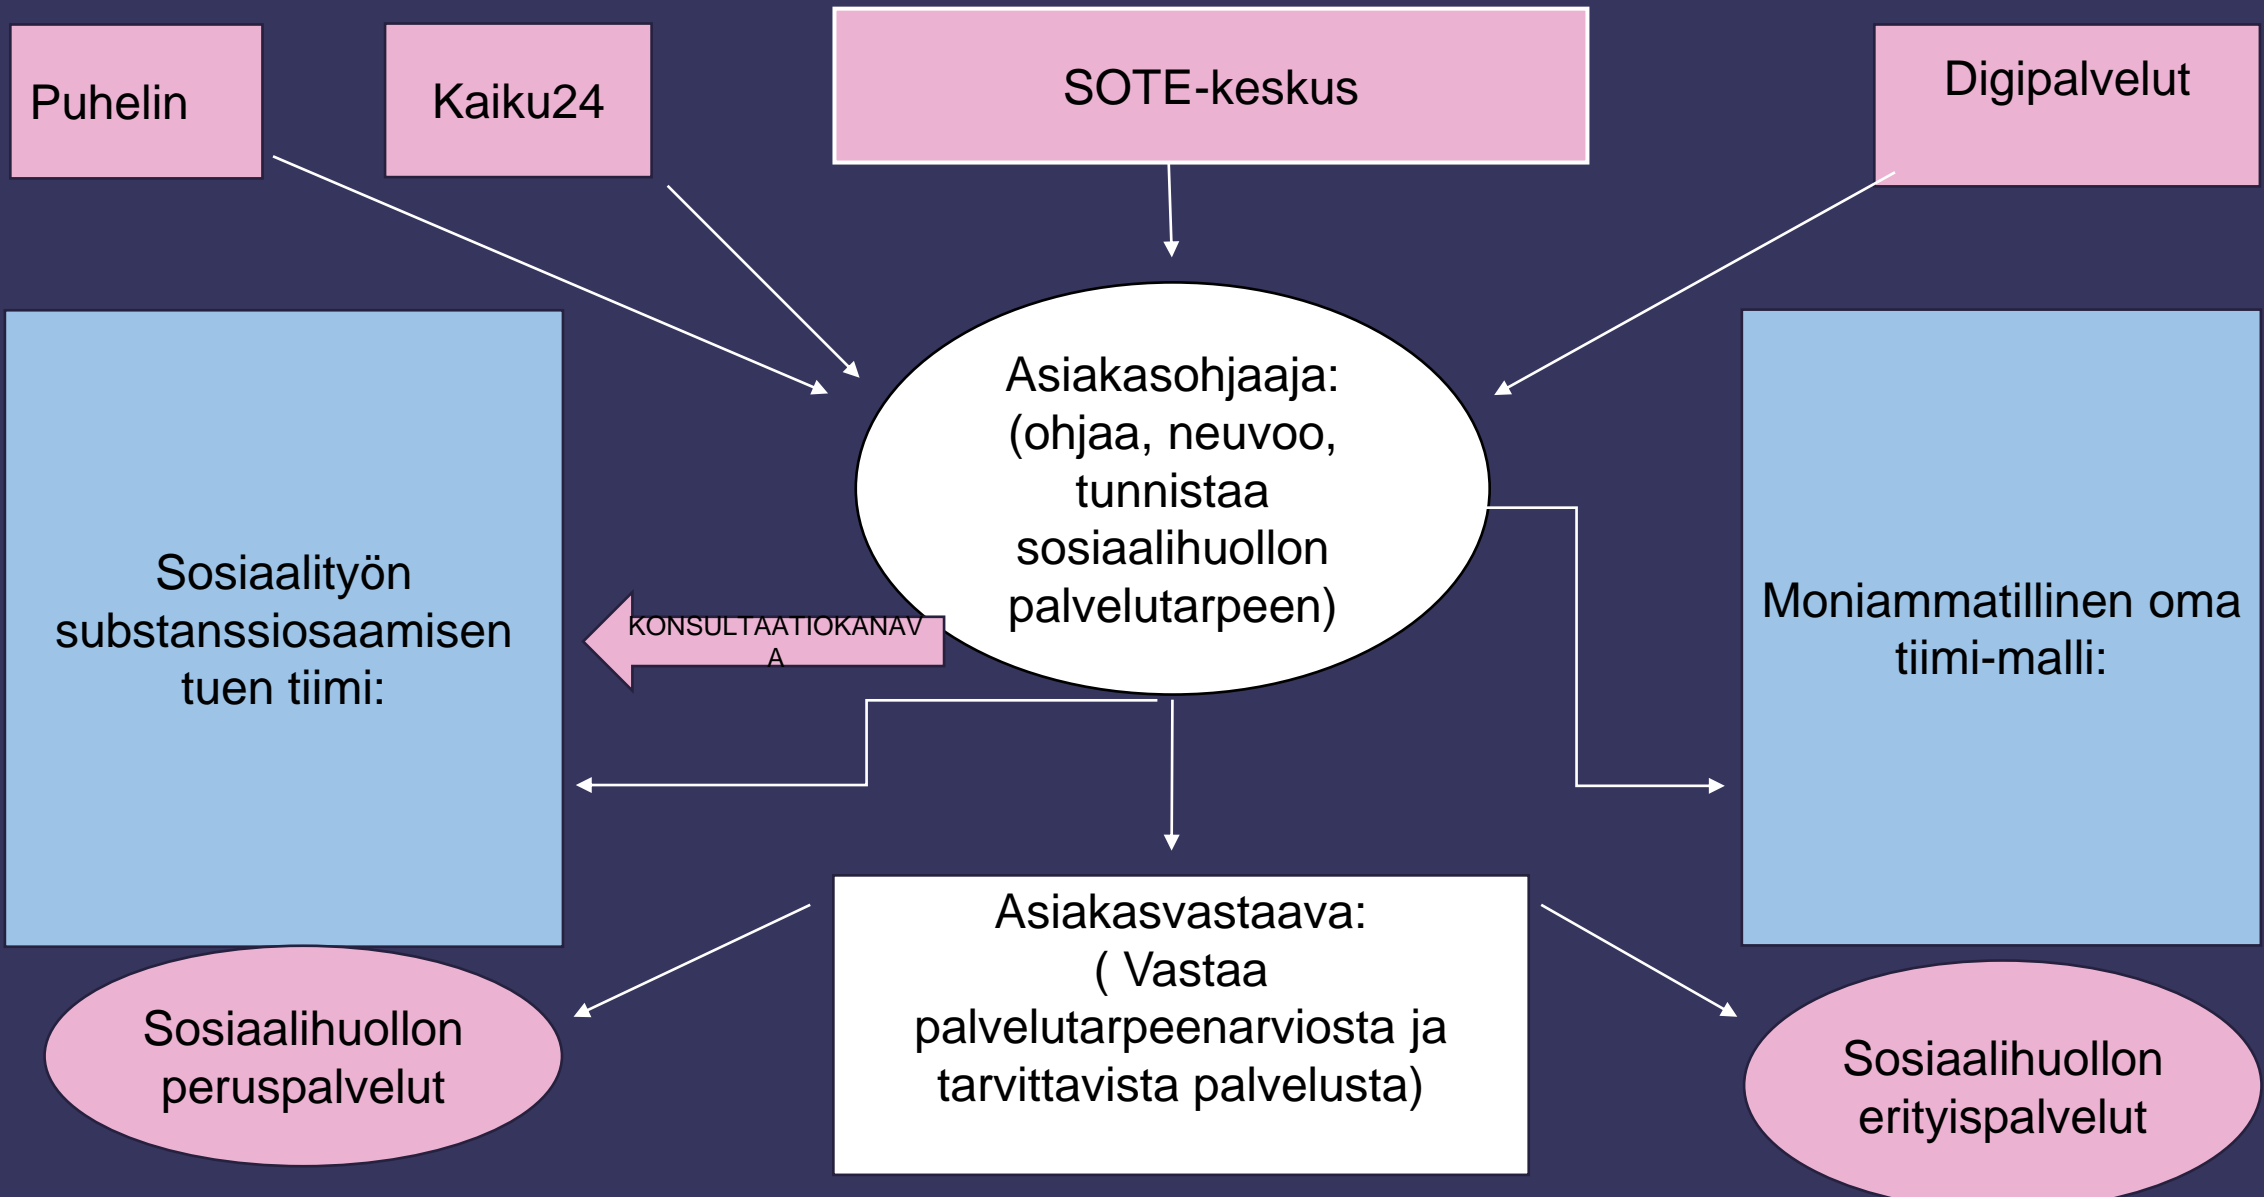 Puhelin
Kaiku24
SOTE-keskus
Digipalvelut
Asiakasohjaaja:
(ohjaa, neuvoo,
tunnistaa
sosiaalihuollon
palvelutarpeen)
Sosiaalityön
substanssiosaamisen
tuen tiimi:
KONSULTAATIOKANAV
A
Moniammatillinen oma
tiimi-malli:
Asiakasvastaava:
( Vastaa
palvelutarpeenarviosta ja
tarvittavista palvelusta)
Sosiaalihuollon
peruspalvelut
Sosiaalihuollon
erityispalvelut